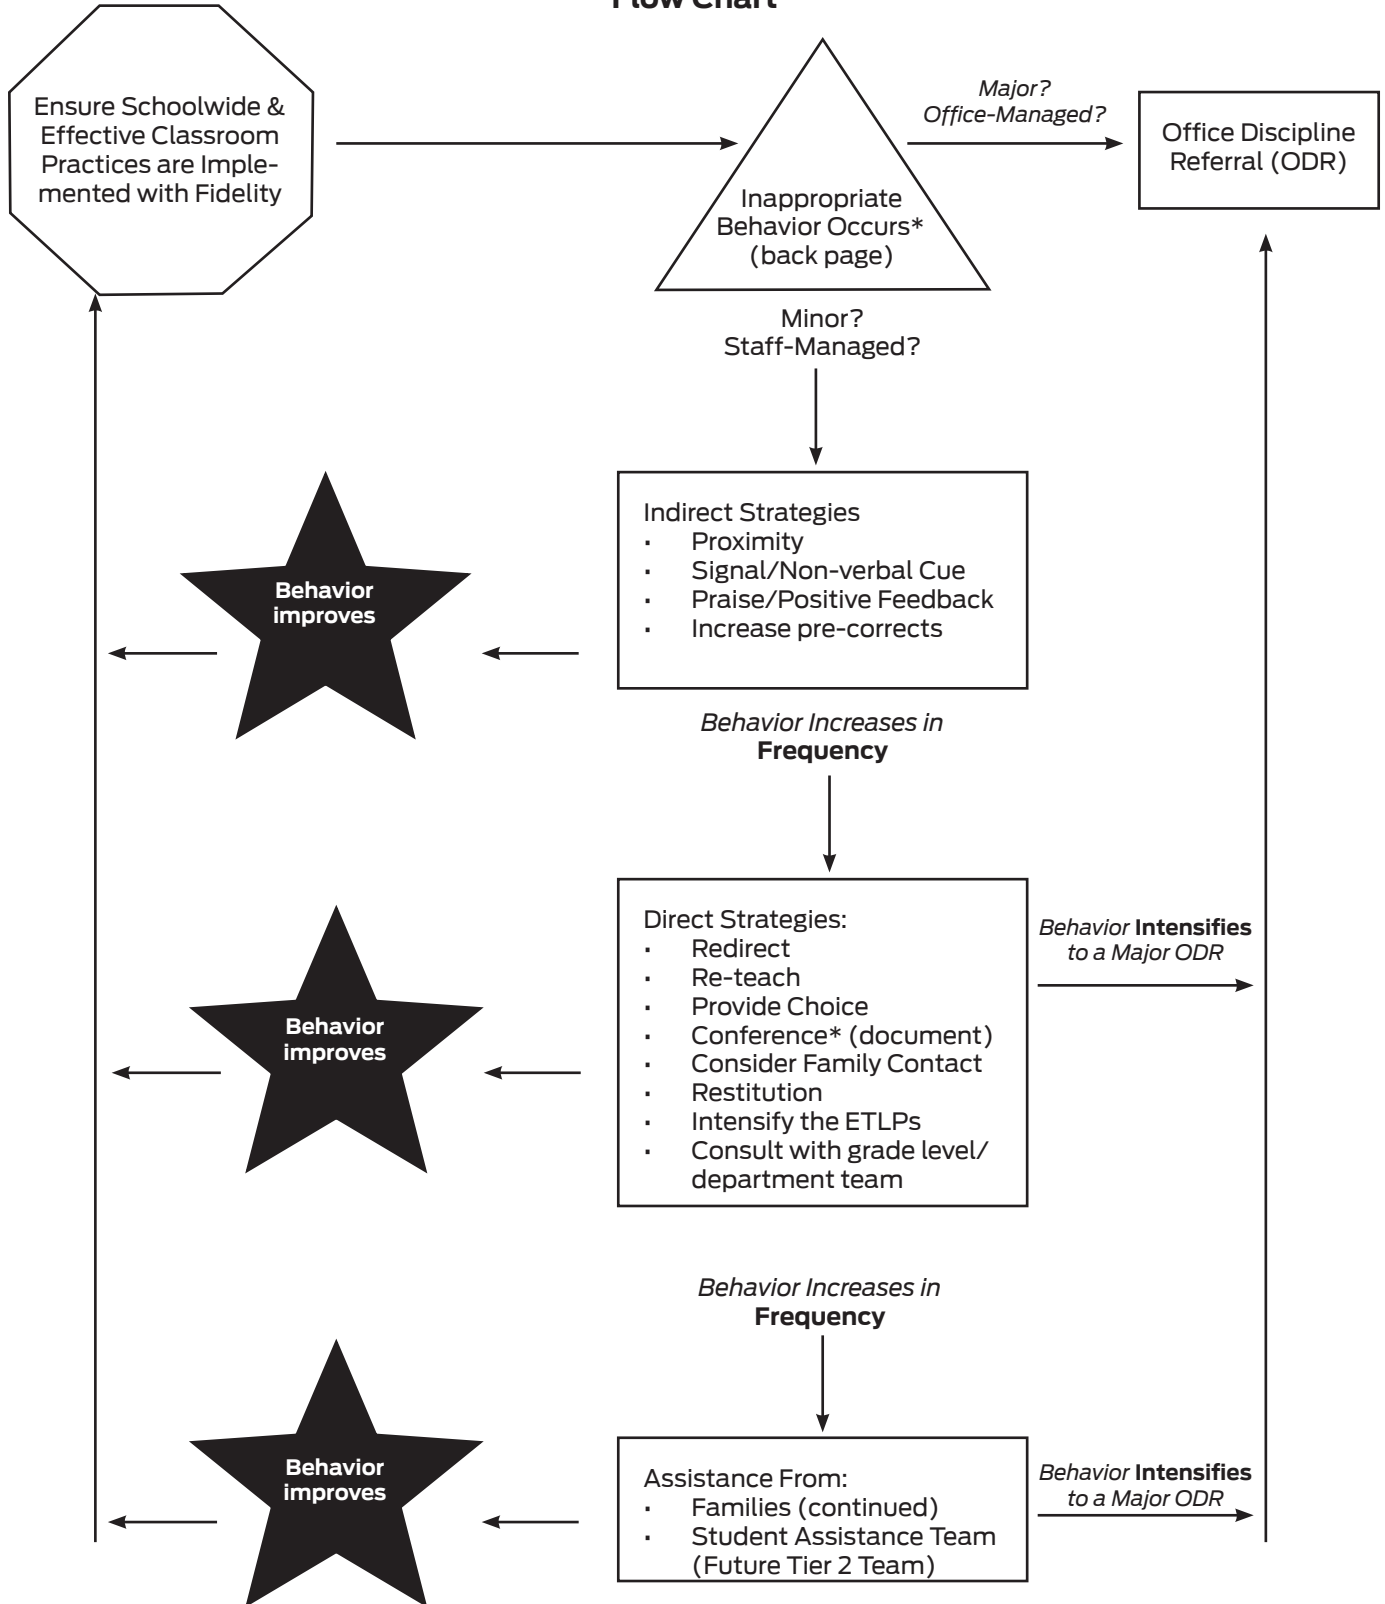 Flow Chart
Ensure Schoolwide &
Effective Classroom
Practices are Imple-
mented with Fidelity
Inappropriate
Behavior Occurs*
(back page)
Major?
Office-Managed?
Office Discipline
Referral (ODR)
Minor?
Staff-Managed?
Indirect Strategies
· Proximity
· Signal/Non-verbal Cue
· Praise/Positive Feedback
· Increase pre-corrects
Behavior
improves
Behavior Increases in
Frequency
Direct Strategies:
· Redirect
· Re-teach
· Provide Choice
· Conference* (document)
· Consider Family Contact
· Restitution
· Intensify the ETLPs
· Consult with grade level/
department team
Behavior Intensifies
to a Major ODR
Behavior
improves
Behavior Increases in
Frequency
Assistance From:
· Families (continued)
· Student Assistance Team
(Future Tier 2 Team)
Behavior Intensifies
to a Major ODR
Behavior
improves